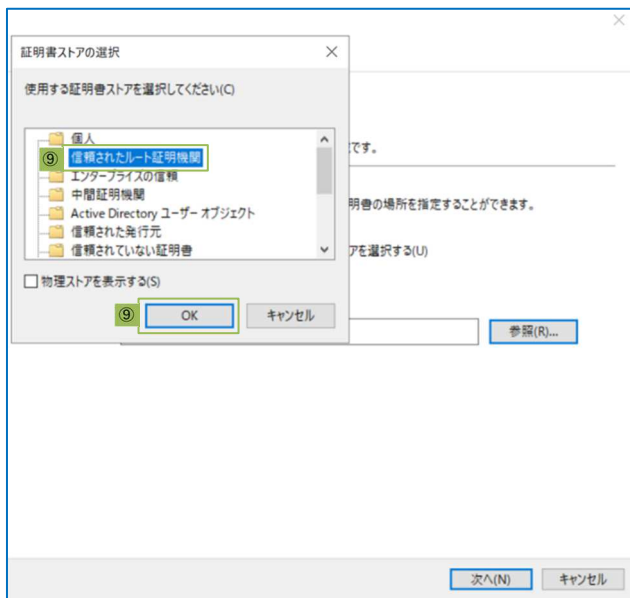 証明書ストアの選択
使用する証明書ストアを選択してください(C)
個人
⑨ 信頼されたルート証明機関
エンタープライズの信頼
中間証明機関
Active Directory ユーザー オブジェクト
信頼された発行元
信頼されていない証明書
物理ストアを表示する(S)
⑨ OK キャンセル
です。
明書の場所を指定することができます。
アを選択する(U)
参照(R)...
次へ(N) キャンセル